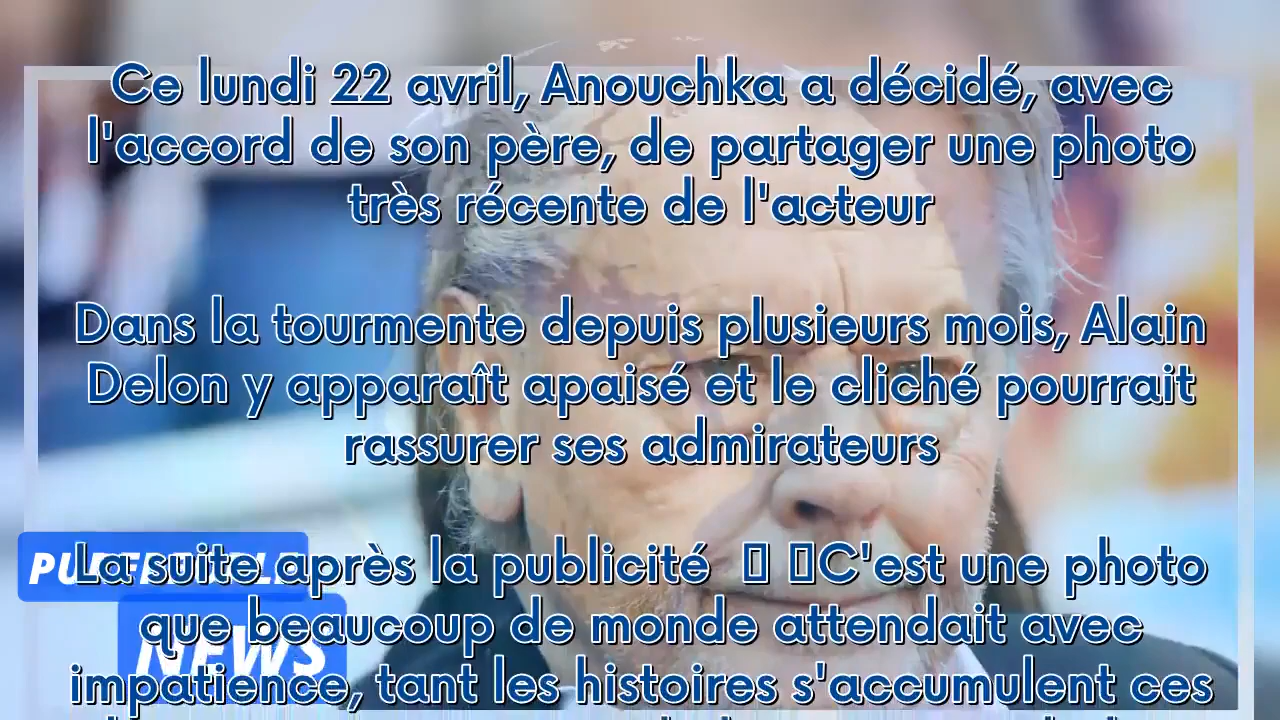 Ce lundi 22 avril, Anouchka a décidé, avec
l'accord de son père, de partager une photo
très récente de l'acteur
Dans la tourmente depuis plusieurs mois, Alain
Delon y apparaît apaisé et le cliché pourrait
rassurer ses admirateurs
La suite après la publicité
C'est une photo
que beaucoup de monde attendait avec
NEWS
impatience, tant les histoires s'accumulent ces